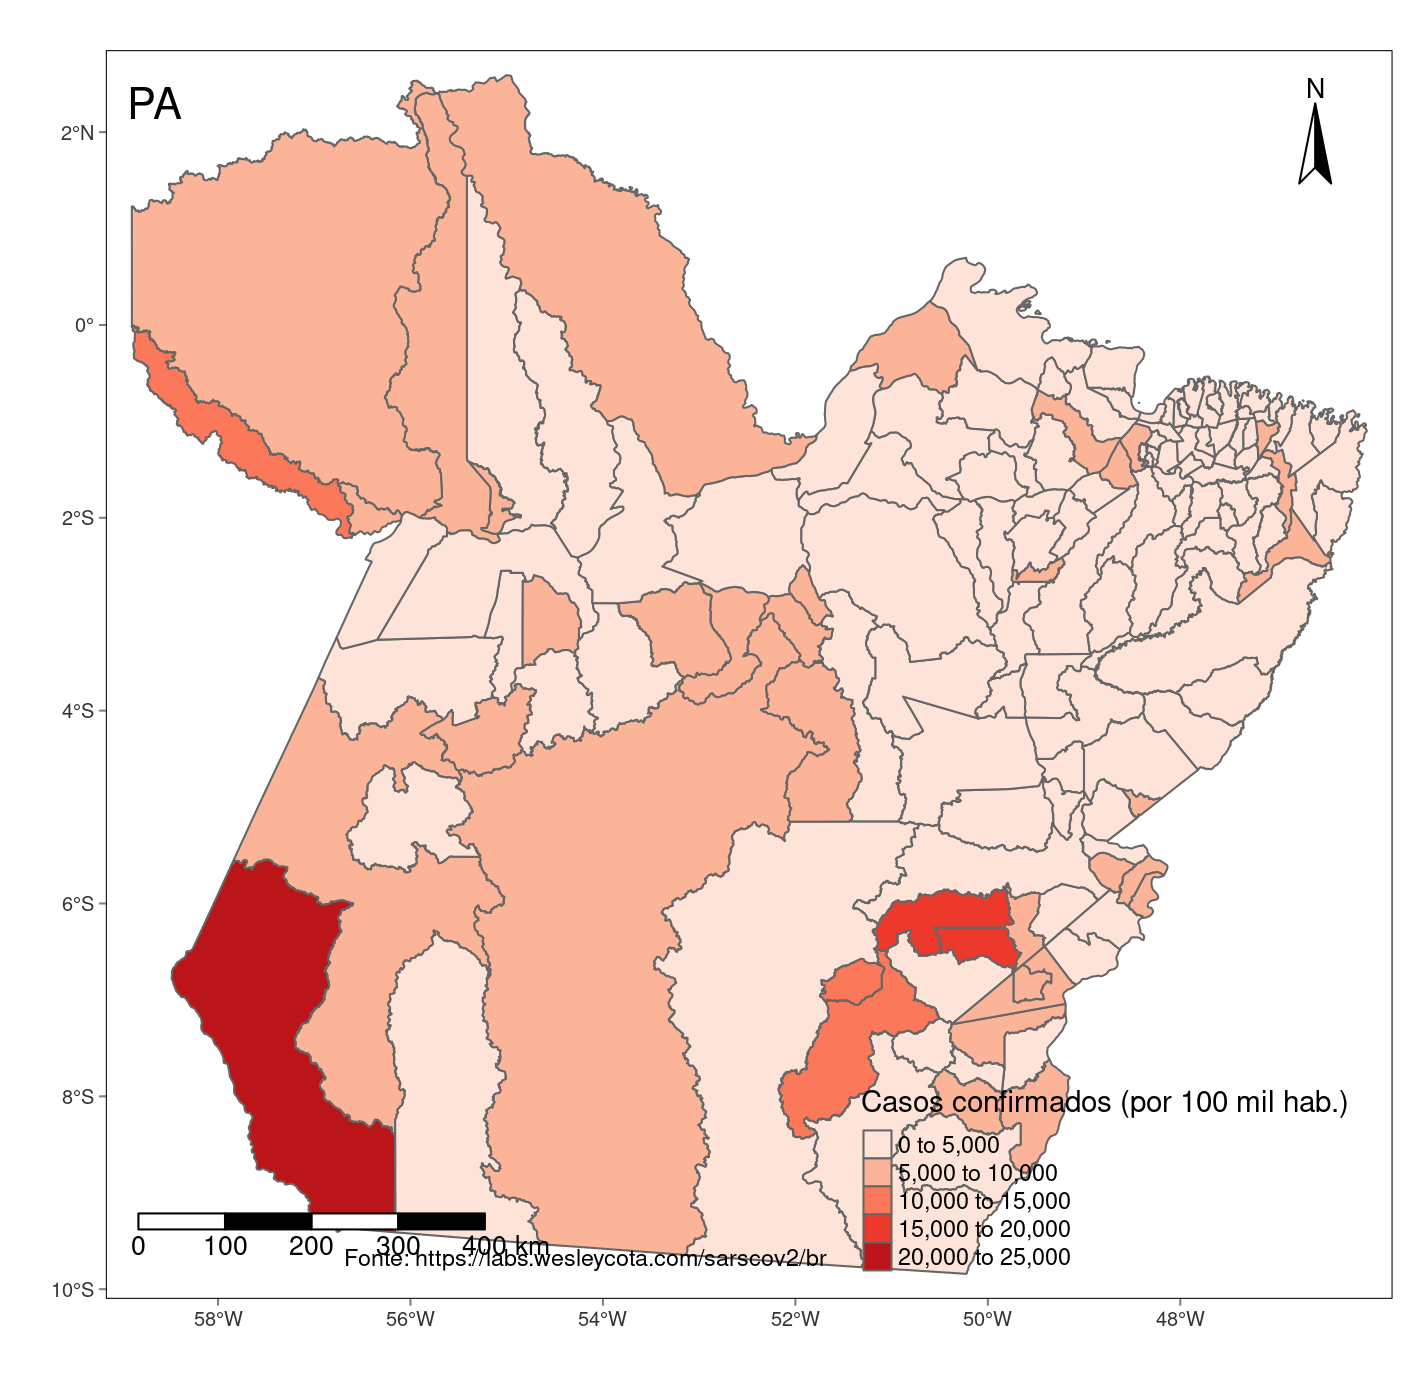 PA
N
2°N
0°
2°S
4°S
6°S
8°S
10°S
Casos confirmados (por 100 mil hab.)
0 to 5,000
5,000 to 10,000
10,000 to 15,000
15,000 to 20,000
20,000 to 25,000
0 100 200 300 400 km
Fonte: https://labs.wesleycota.com/sarscov2/br
58°W 56°W 54°W 52°W 50°W 48°W